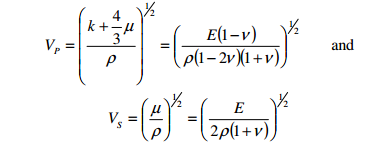 V_P = ( (k + 4/3 μ) / ρ )^½ = ( E(1−ν) / ρ(1−2ν)(1+ν) )^½ and
V_S = ( μ / ρ )^½ = ( E / 2ρ(1+ν) )^½